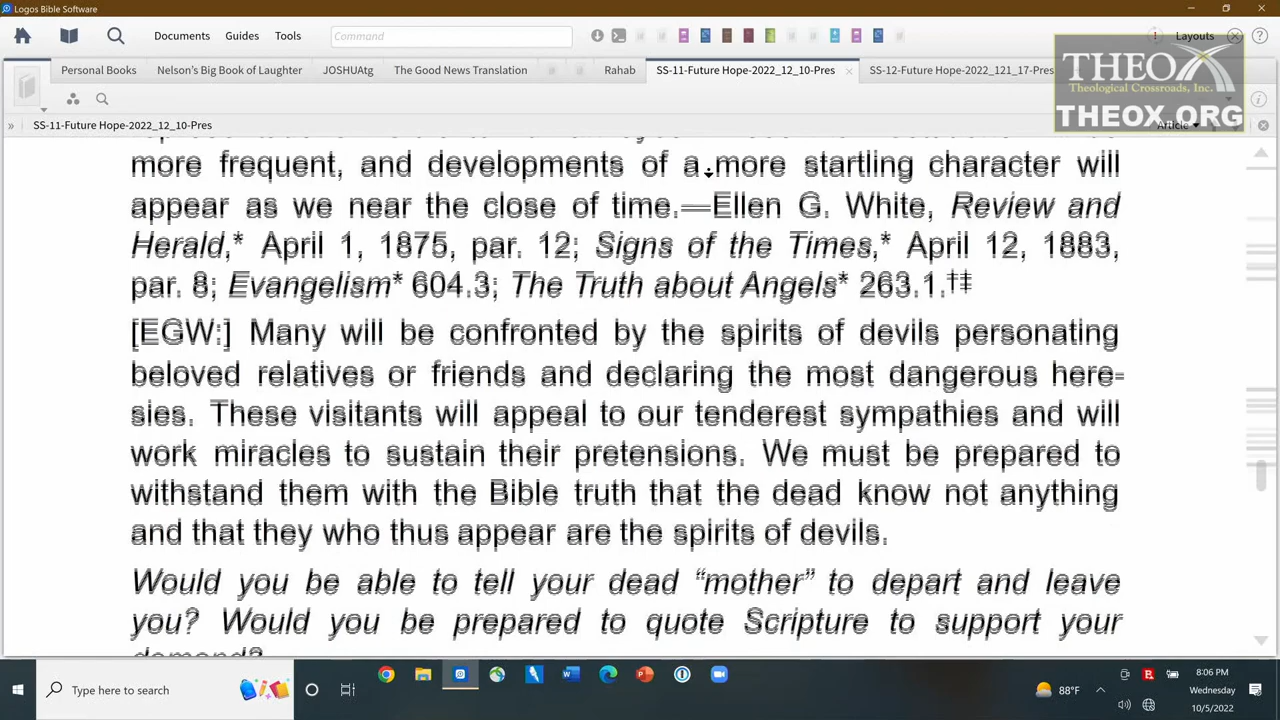 Logos Bible Software
Documents Guides Tools Command Layouts
THEOX
Theological Crossroads, Inc.
THEOX.ORG
Personal Books Nelson's Big Book of Leather JOSHUAtg The Good News Translation Rahab SS-11-Future Hope-2022_12_10-Pres SS-12-Future Hope-2022_121_17-Pres
SS-11-Future Hope-2022_12_10-Pres Article
more frequent, and developments of a more startling character will
appear as we near the close of time.—Ellen G. White, Review and
Herald,* April 1, 1875, par. 12; Signs of the Times,* April 12, 1883,
par. 8; Evangelism* 604.3; The Truth about Angels* 263.1.†‡
[EGW:] Many will be confronted by the spirits of devils personating
beloved relatives or friends and declaring the most dangerous here-
sies. These visitants will appeal to our tenderest sympathies and will
work miracles to sustain their pretensions. We must be prepared to
withstand them with the Bible truth that the dead know not anything
and that they who thus appear are the spirits of devils.
Would you be able to tell your dead “mother” to depart and leave
you? Would you be prepared to quote Scripture to support your
demand?
Type here to search
88°F
8:06 PM
Wednesday
10/5/2022